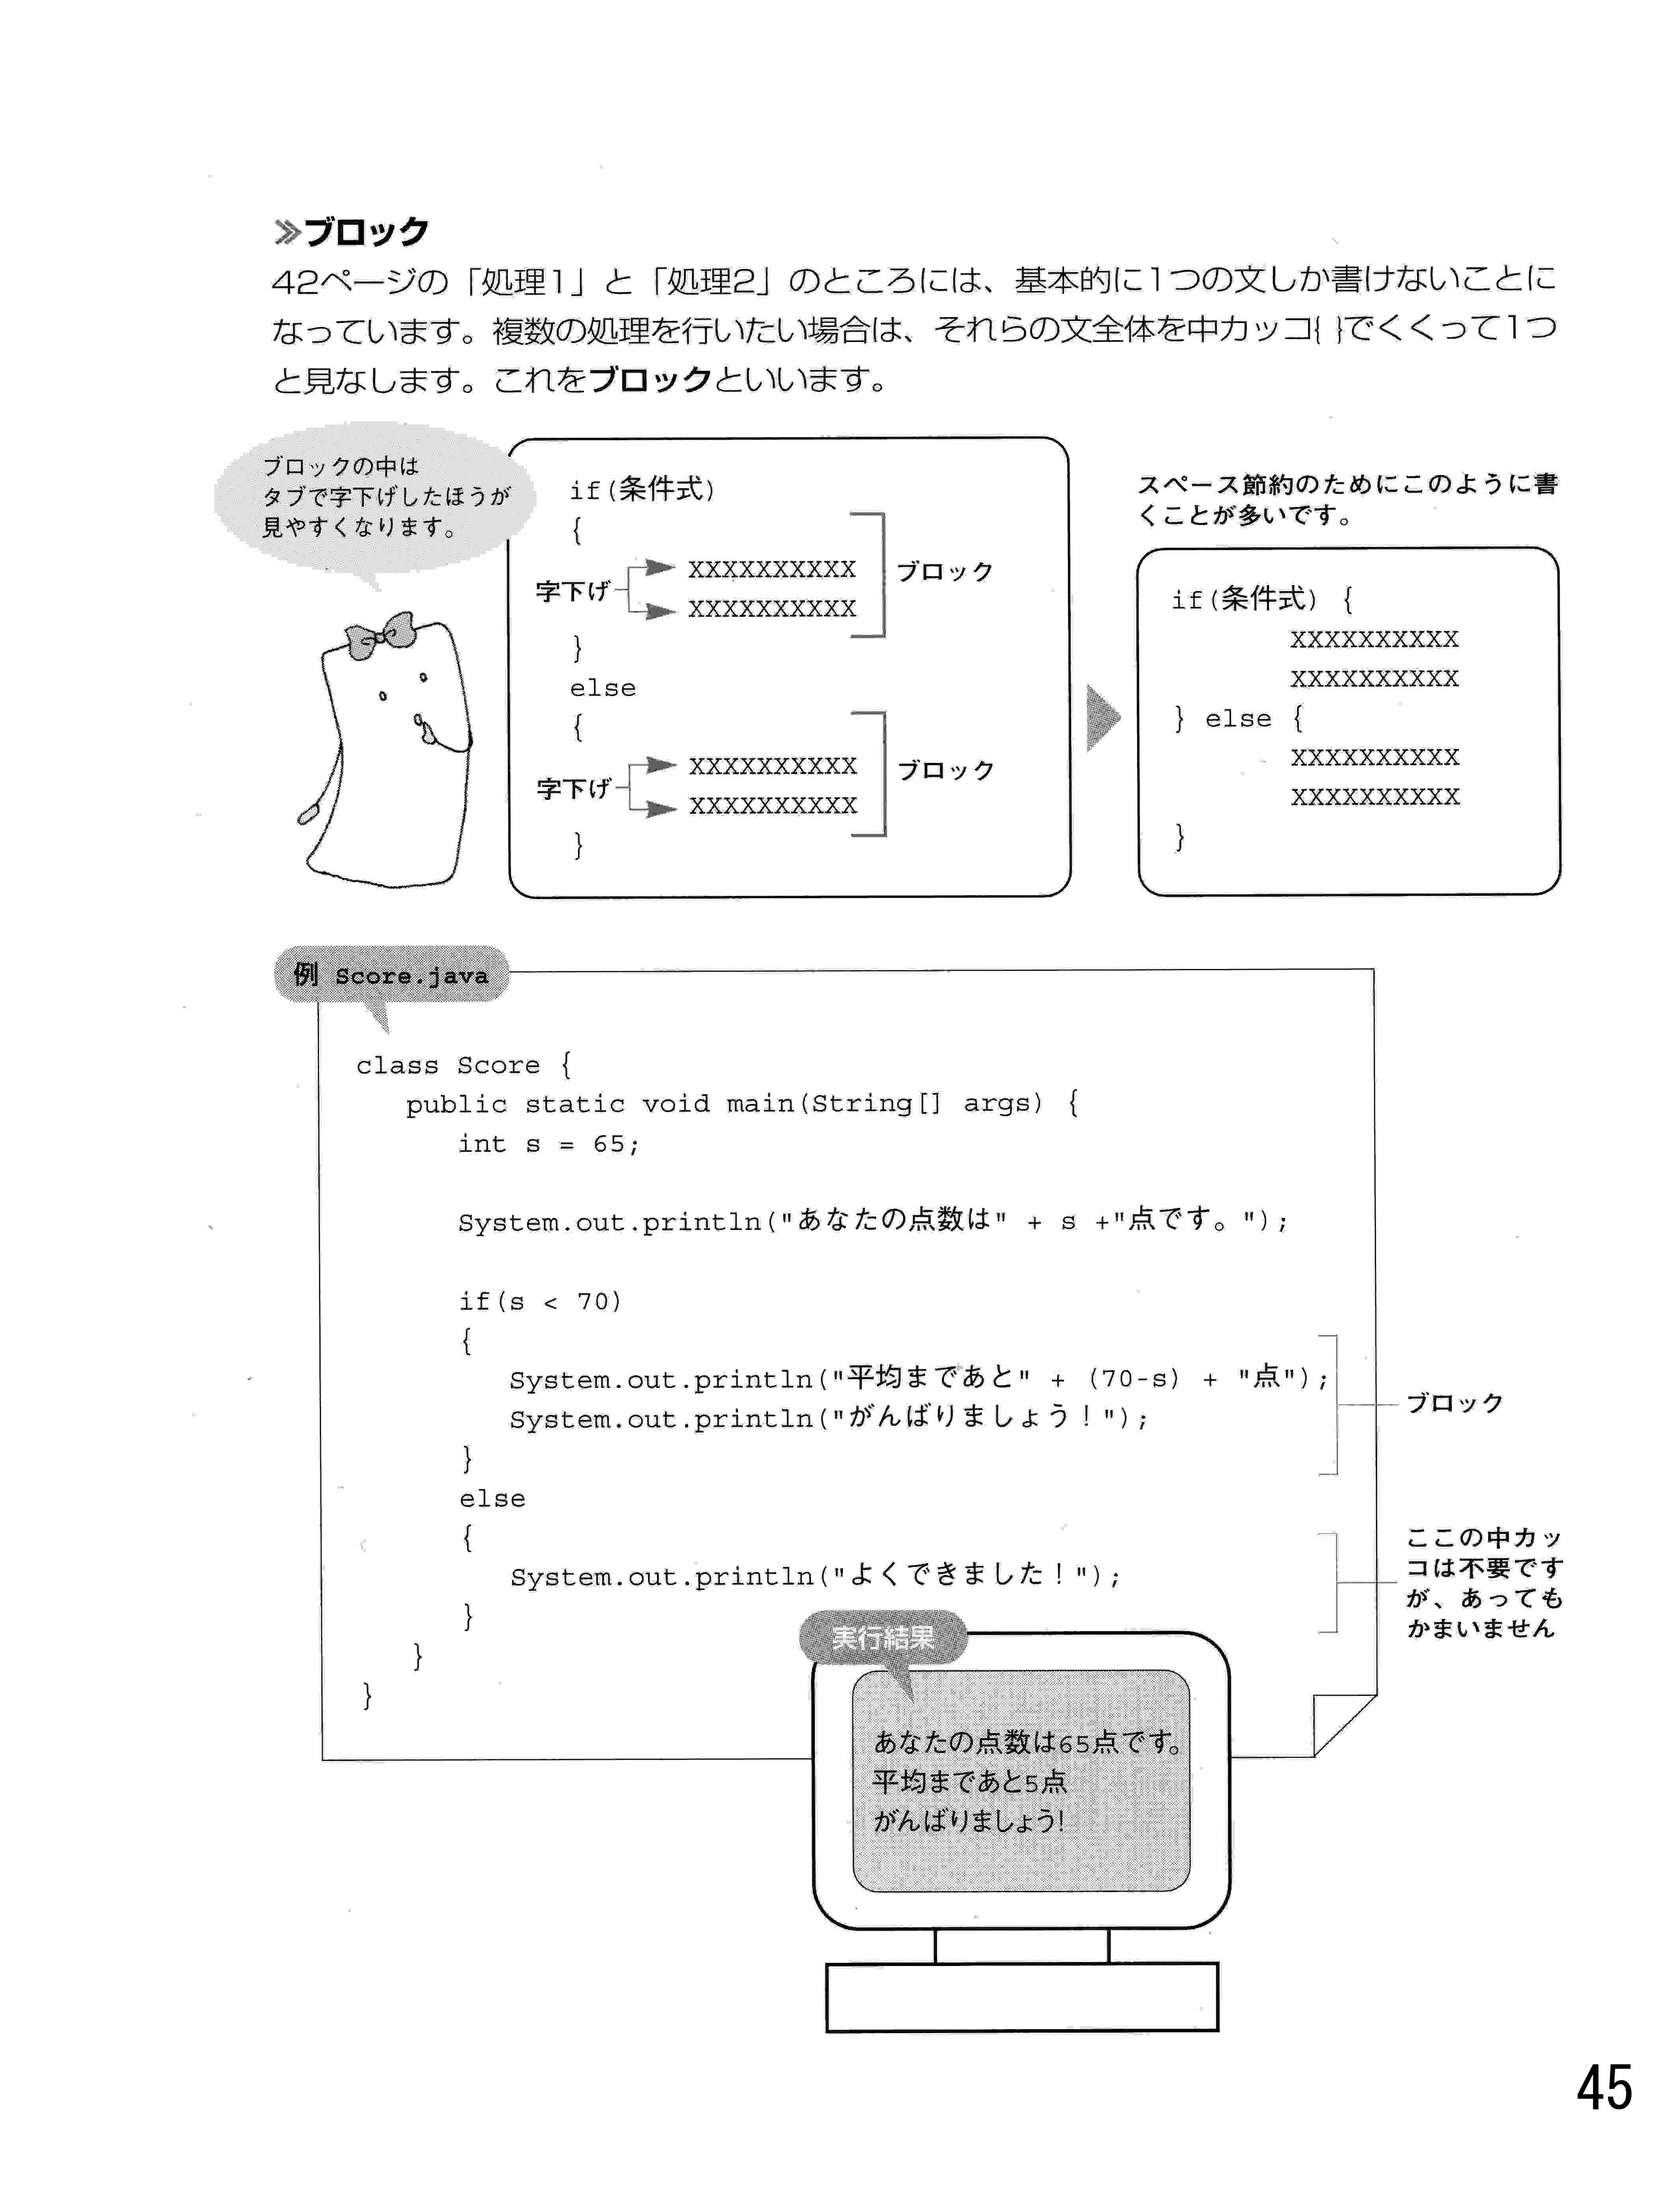 ≫ブロック
42ページの「処理1」と「処理2」のところには、基本的に1つの文しか書けないことに
なっています。複数の処理を行いたい場合は、それらの文全体を中カッコ{ }でくくって1つ
と見なします。これをブロックといいます。
ブロックの中は
タブで字下げしたほうが
見やすくなります。
if(条件式)
{
字下げ
XXXXXXXXXX
XXXXXXXXXX
ブロック
}
else
{
字下げ
XXXXXXXXXX
XXXXXXXXXX
ブロック
}
スペース節約のためにこのように書
くことが多いです。
if(条件式) {
XXXXXXXXXX
XXXXXXXXXX
} else {
XXXXXXXXXX
XXXXXXXXXX
}
例 Score.java
class Score {
public static void main(String[] args) {
int s = 65;
System.out.println("あなたの点数は" + s +"点です。");
if(s < 70)
{
System.out.println("平均まであと" + (70-s) + "点");
System.out.println("がんばりましょう！");
}
ブロック
else
{
System.out.println("よくできました！");
}
ここの中カッ
コは不要です
が、あっても
かまいません
}
}
実行結果
あなたの点数は65点です。
平均まであと5点
がんばりましょう!
45